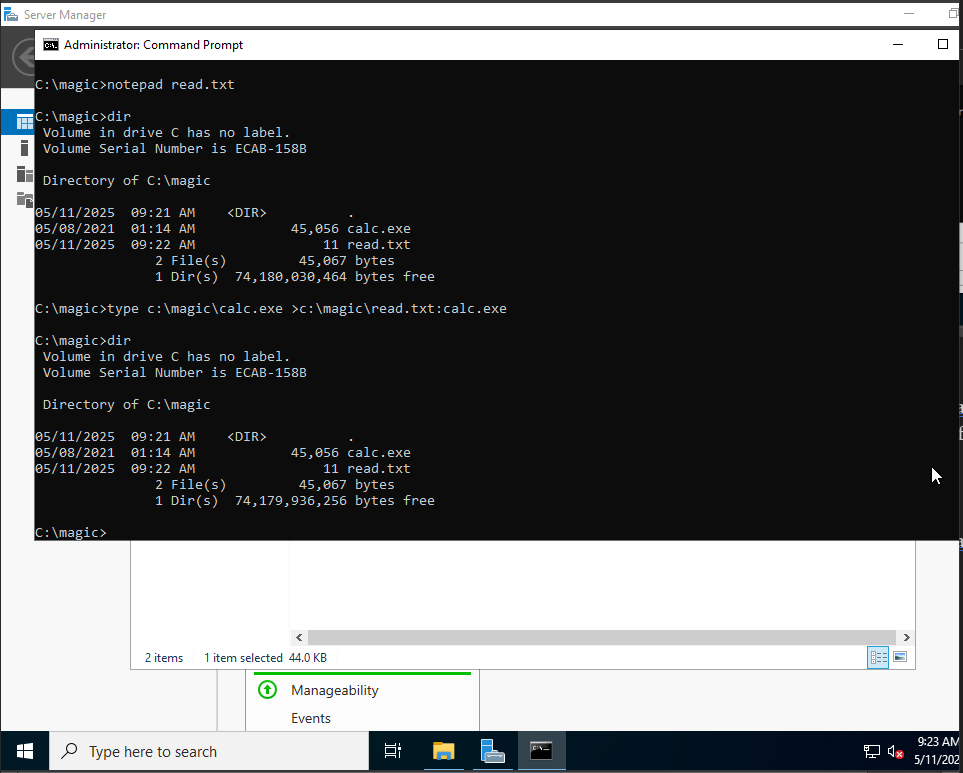 Server Manager
Administrator: Command Prompt
C:\magic>notepad read.txt
C:\magic>dir
Volume in drive C has no label.
Volume Serial Number is ECAB-158B
Directory of C:\magic
05/11/2025 09:21 AM <DIR> .
05/08/2021 01:14 AM 45,056 calc.exe
05/11/2025 09:22 AM 11 read.txt
2 File(s) 45,067 bytes
1 Dir(s) 74,180,030,464 bytes free
C:\magic>type c:\magic\calc.exe >c:\magic\read.txt:calc.exe
C:\magic>dir
Volume in drive C has no label.
Volume Serial Number is ECAB-158B
Directory of C:\magic
05/11/2025 09:21 AM <DIR> .
05/08/2021 01:14 AM 45,056 calc.exe
05/11/2025 09:22 AM 11 read.txt
2 File(s) 45,067 bytes
1 Dir(s) 74,179,936,256 bytes free
C:\magic>
2 items 1 item selected 44.0 KB
Manageability
Events
Type here to search
9:23 AM
5/11/202